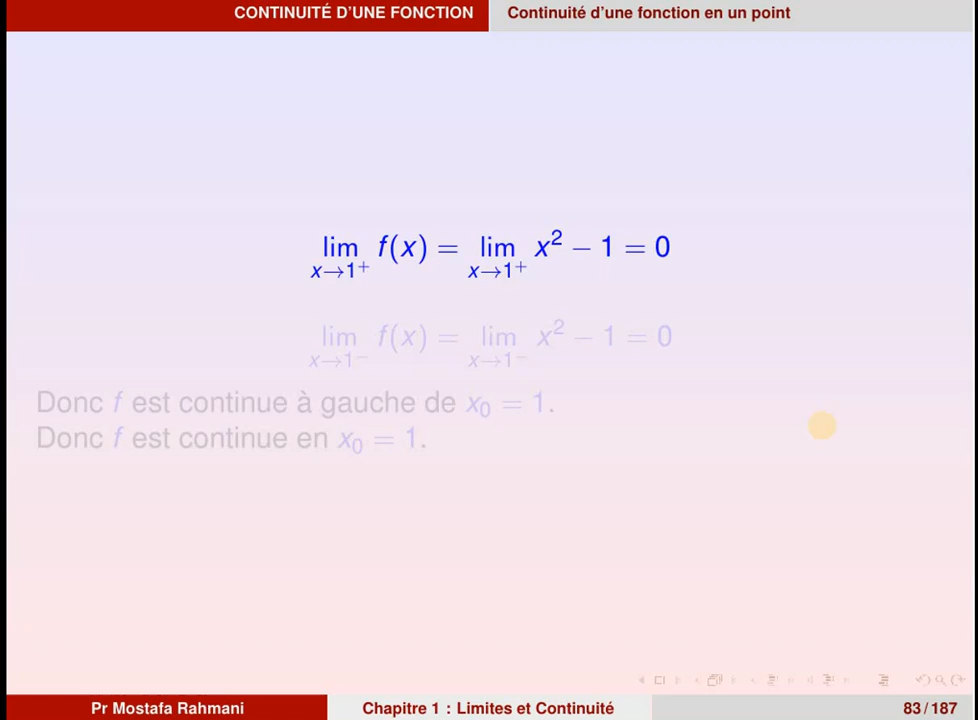 CONTINUITÉ D'UNE FONCTION Continuité d'une fonction en un point
lim f(x) = lim x² − 1 = 0
x→1⁺ x→1⁺
lim f(x) = lim x² − 1 = 0
x→1⁻ x→1⁻
Donc f est continue à gauche de x₀ = 1.
Donc f est continue en x₀ = 1.
Pr Mostafa Rahmani Chapitre 1 : Limites et Continuité 83 / 187